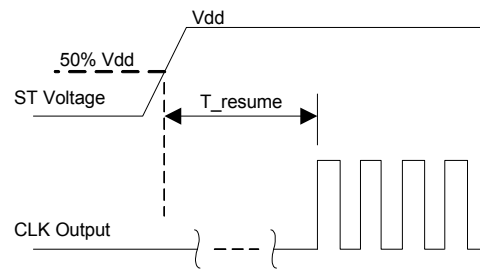 Vdd
50% Vdd
ST Voltage
T_resume
CLK Output